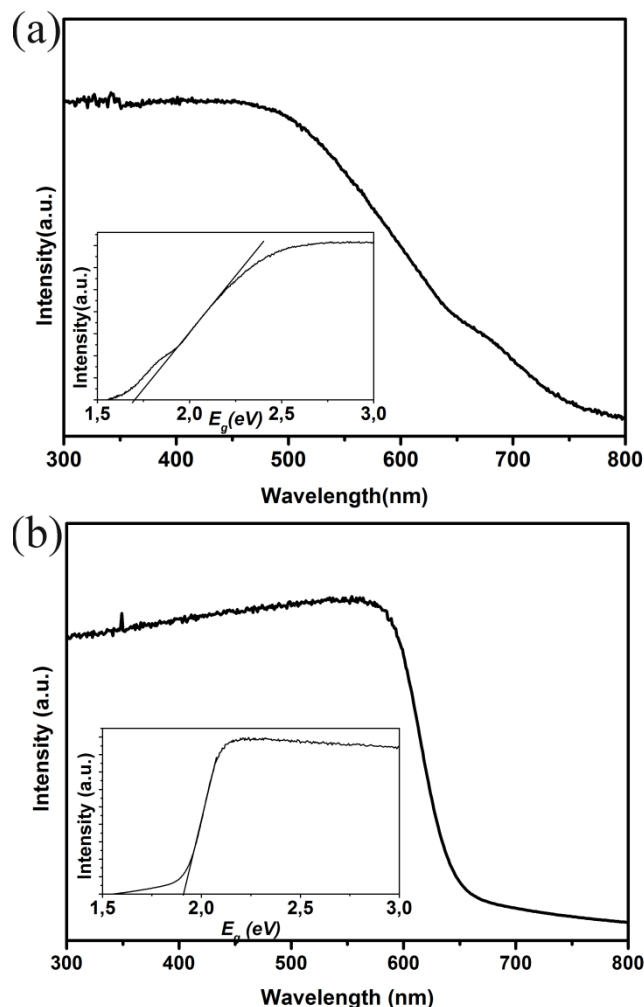 (a)
Intensity(a.u.)
Intensity(a.u.)
1,5 2,0 2,5 3,0
E_g(eV)
300 400 500 600 700 800
Wavelength(nm)
(b)
Intensity (a.u.)
Intensity (a.u.)
1,5 2,0 2,5 3,0
E_g (eV)
300 400 500 600 700 800
Wavelength (nm)